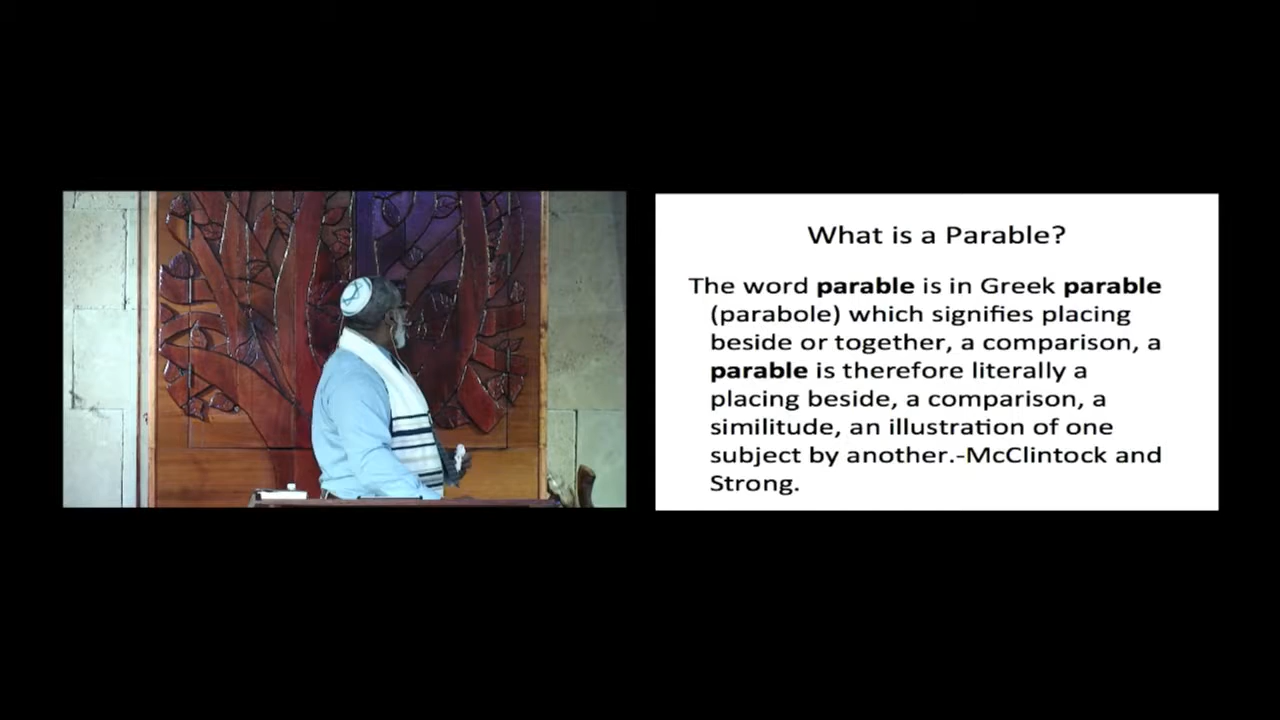 What is a Parable?
The word parable is in Greek parable
(parabole) which signifies placing
beside or together, a comparison, a
parable is therefore literally a
placing beside, a comparison, a
similitude, an illustration of one
subject by another.-McClintock and
Strong.